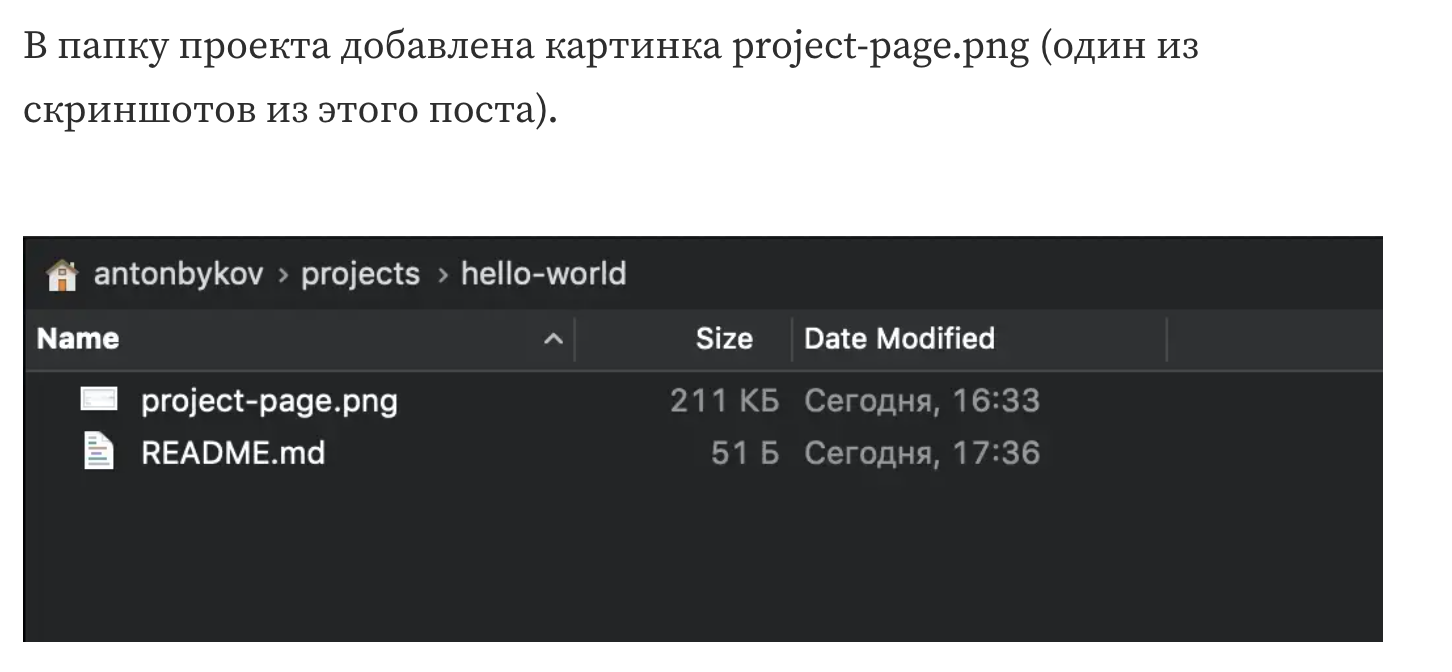 В папку проекта добавлена картинка project-page.png (один из
скриншотов из этого поста).
antonbykov › projects › hello-world
Name Size Date Modified
project-page.png 211 КБ Сегодня, 16:33
README.md 51 Б Сегодня, 17:36